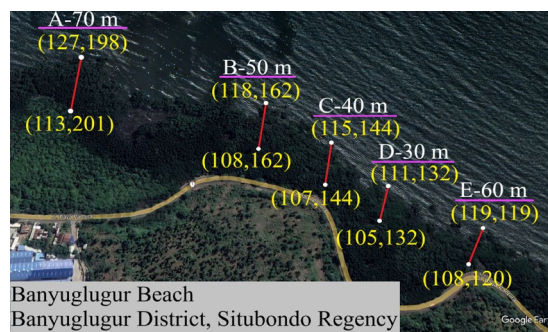 A-70 m
(127,198)
(113,201)
B-50 m
(118,162)
(108,162)
C-40 m
(115,144)
(107,144)
D-30 m
(111,132)
(105,132)
E-60 m
(119,119)
(108,120)
Banyuglugur Beach
Banyuglugur District, Situbondo Regency
Google Ear